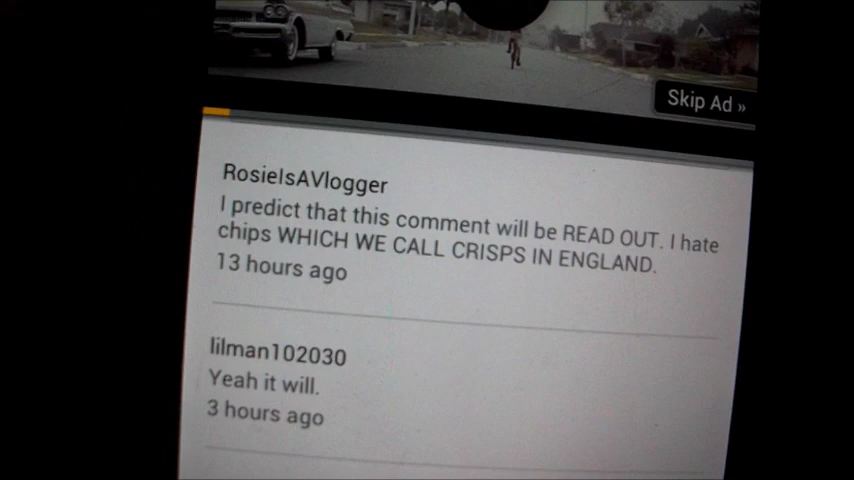 Skip Ad »
RosieIsAVlogger
I predict that this comment will be READ OUT. I hate
chips WHICH WE CALL CRISPS IN ENGLAND.
13 hours ago
lilman102030
Yeah it will.
3 hours ago